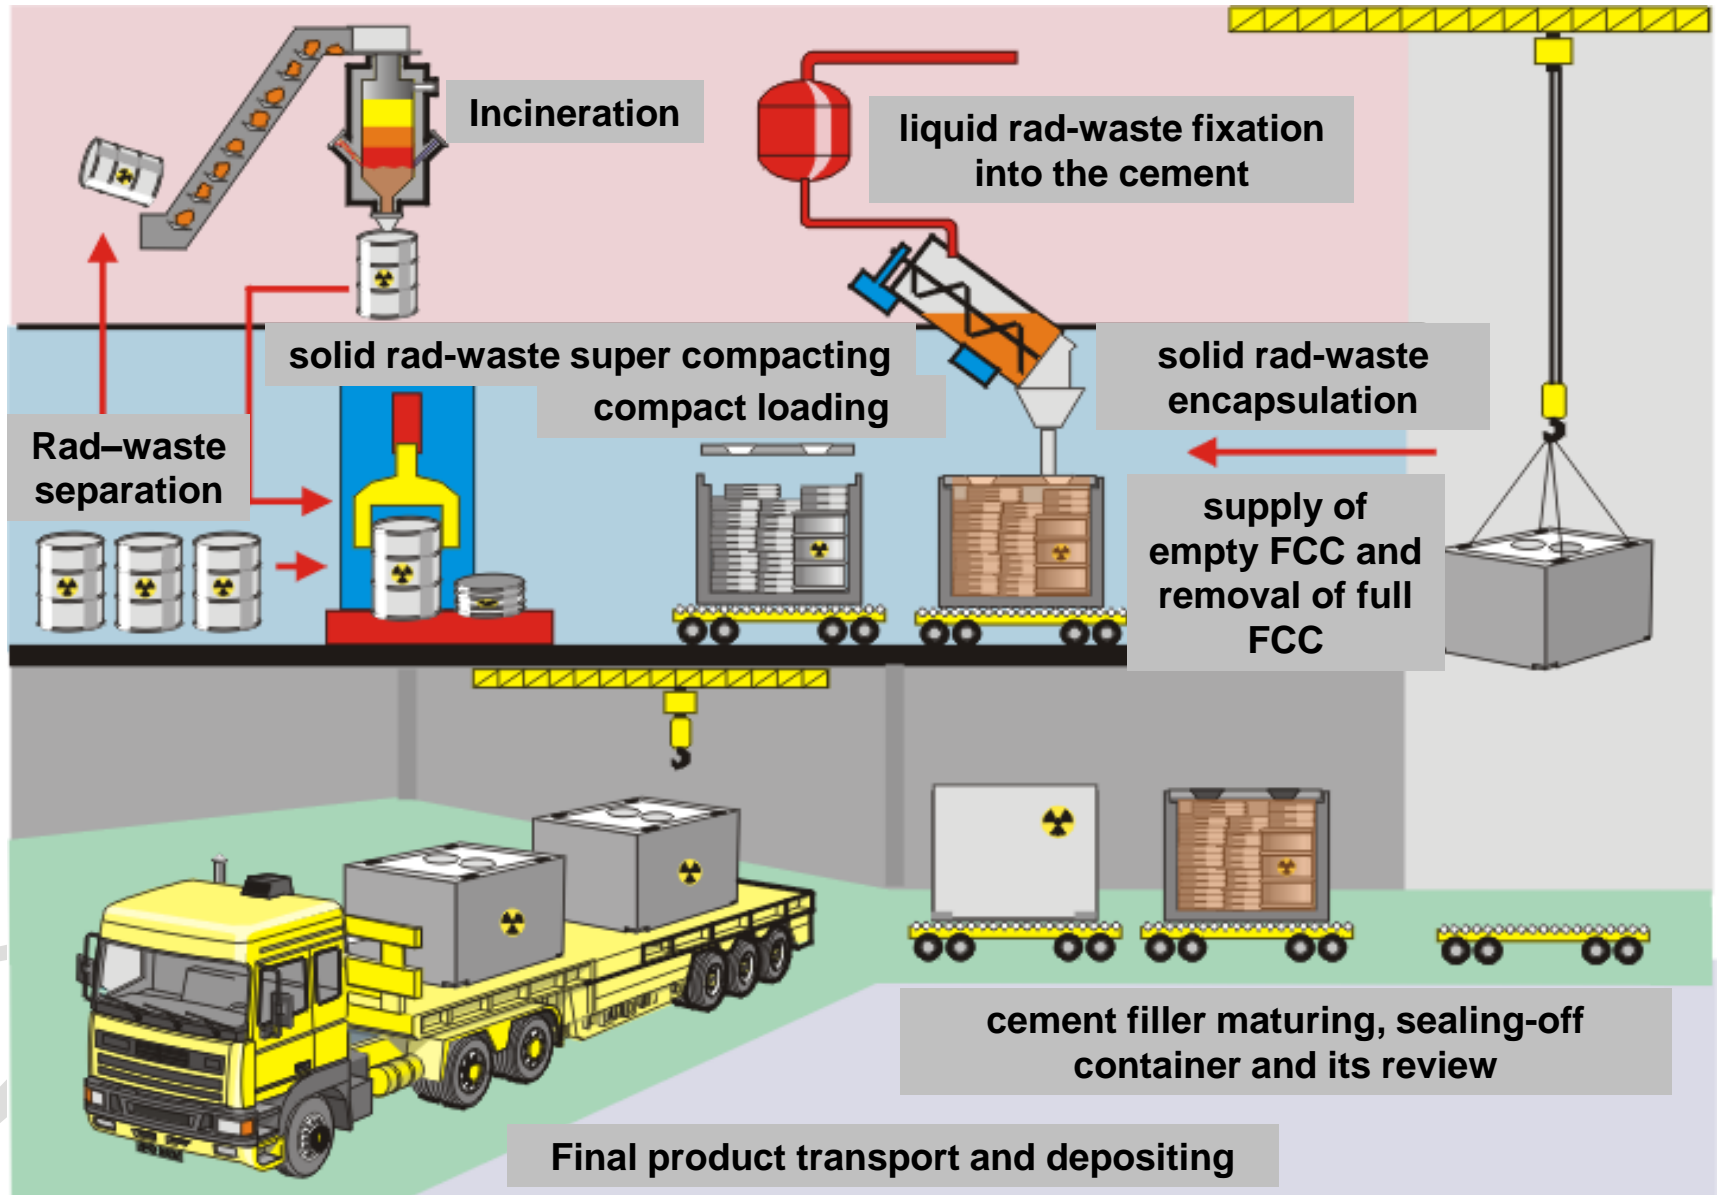 Incineration
liquid rad-waste fixation
into the cement
solid rad-waste super compacting
compact loading
solid rad-waste
encapsulation
Rad–waste
separation
supply of
empty FCC and
removal of full
FCC
cement filler maturing, sealing-off
container and its review
Final product transport and depositing